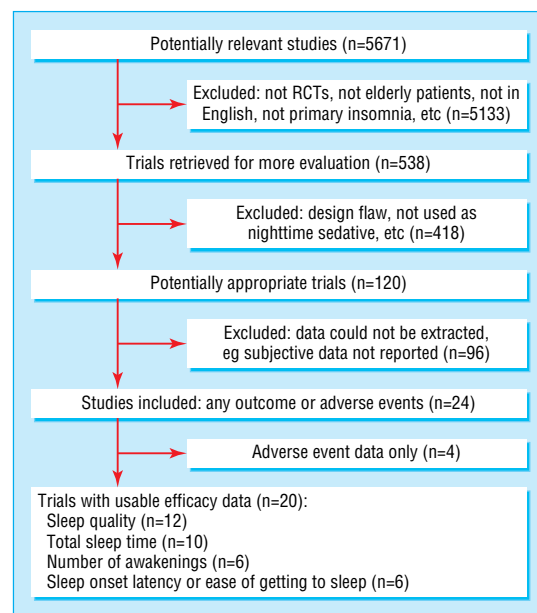 Potentially relevant studies (n=5671)
Excluded: not RCTs, not elderly patients, not in
English, not primary insomnia, etc (n=5133)
Trials retrieved for more evaluation (n=538)
Excluded: design flaw, not used as
nighttime sedative, etc (n=418)
Potentially appropriate trials (n=120)
Excluded: data could not be extracted,
eg subjective data not reported (n=96)
Studies included: any outcome or adverse events (n=24)
Adverse event data only (n=4)
Trials with usable efficacy data (n=20):
Sleep quality (n=12)
Total sleep time (n=10)
Number of awakenings (n=6)
Sleep onset latency or ease of getting to sleep (n=6)